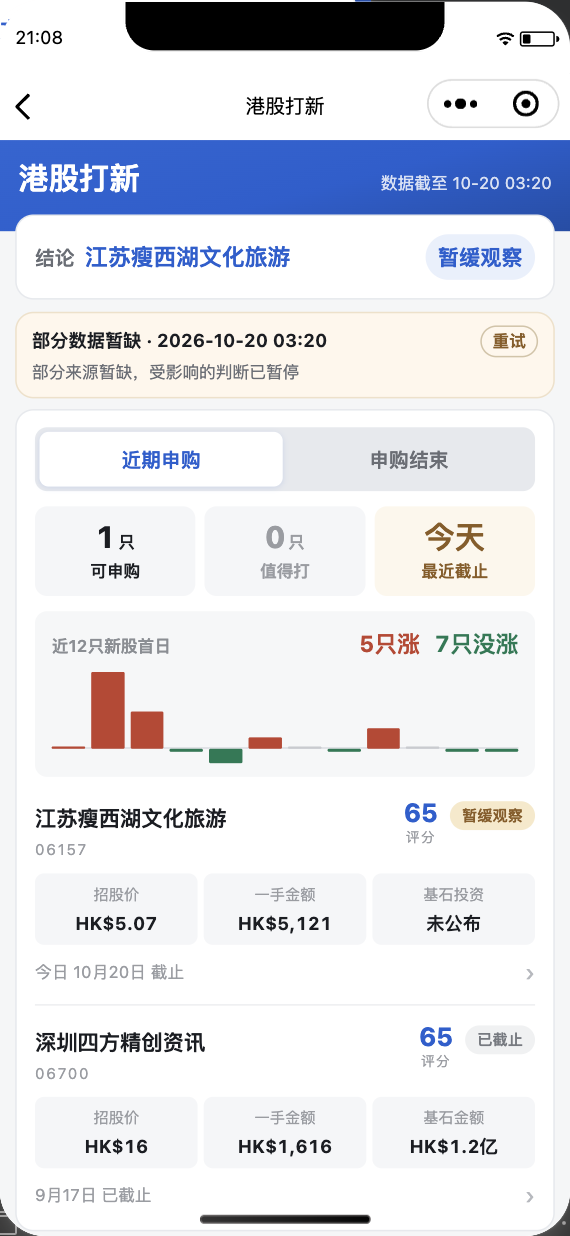 21:08
港股打新
港股打新
数据截至 10-20 03:20
结论 江苏瘦西湖文化旅游
暂缓观察
部分数据暂缺 · 2026-10-20 03:20
重试
部分来源暂缺，受影响的判断已暂停
近期申购
申购结束
1 只
可申购
0 只
值得打
今天
最近截止
近12只新股首日
5只涨 7只没涨
江苏瘦西湖文化旅游
65
评分
暂缓观察
06157
招股价
HK$5.07
一手金额
HK$5,121
基石投资
未公布
今日 10月20日 截止
深圳四方精创资讯
65
评分
已截止
06700
招股价
HK$16
一手金额
HK$1,616
基石金额
HK$1.2亿
9月17日 已截止